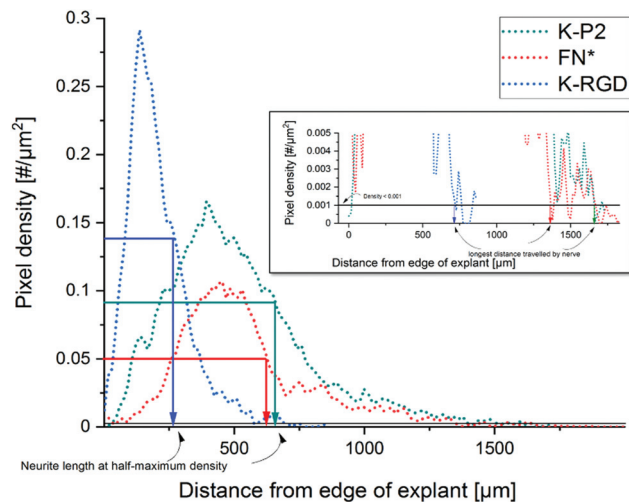 K-P2
FN*
K-RGD
0.3
0.25
0.2
0.15
0.1
0.05
0
Pixel density [#/µm²]
500
1000
1500
Distance from edge of explant [µm]
Neurite length at half-maximum density
0.005
0.004
0.003
0.002
0.001
0.000
Pixel density [#/µm²]
Density < 0.001
0
500
1000
1500
longest distance travelled by nerve
Distance from edge of explant [µm]